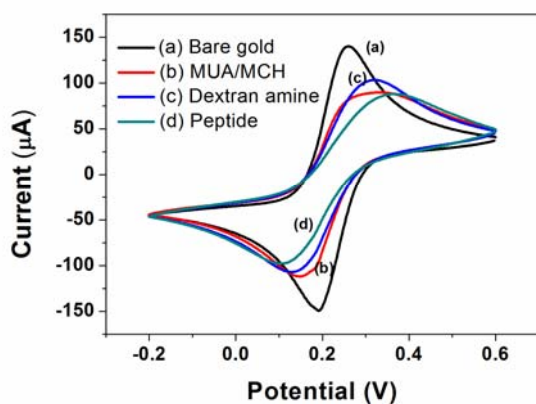 150
100
50
0
-50
-100
-150
Current (μA)
(a) Bare gold
(b) MUA/MCH
(c) Dextran amine
(d) Peptide
(a)
(c)
(d)
(b)
-0.2 0.0 0.2 0.4 0.6
Potential (V)